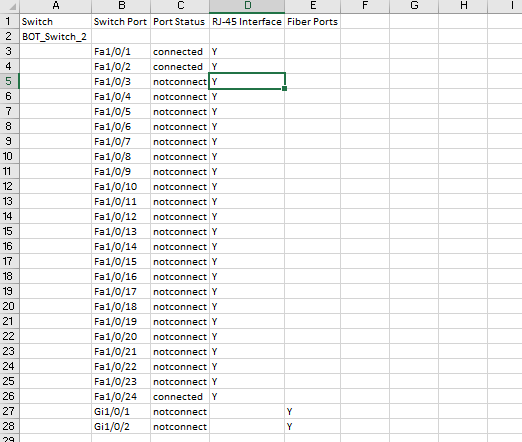 A B C D E F G H I
1 Switch Switch Port Port Status RJ-45 Interface Fiber Ports
2 BOT_Switch_2
3 Fa1/0/1 connected Y
4 Fa1/0/2 connected Y
5 Fa1/0/3 notconnect Y
6 Fa1/0/4 notconnect Y
7 Fa1/0/5 notconnect Y
8 Fa1/0/6 notconnect Y
9 Fa1/0/7 notconnect Y
10 Fa1/0/8 notconnect Y
11 Fa1/0/9 notconnect Y
12 Fa1/0/10 notconnect Y
13 Fa1/0/11 notconnect Y
14 Fa1/0/12 notconnect Y
15 Fa1/0/13 notconnect Y
16 Fa1/0/14 notconnect Y
17 Fa1/0/15 notconnect Y
18 Fa1/0/16 notconnect Y
19 Fa1/0/17 notconnect Y
20 Fa1/0/18 notconnect Y
21 Fa1/0/19 notconnect Y
22 Fa1/0/20 notconnect Y
23 Fa1/0/21 notconnect Y
24 Fa1/0/22 notconnect Y
25 Fa1/0/23 notconnect Y
26 Fa1/0/24 connected Y
27 Gi1/0/1 notconnect Y
28 Gi1/0/2 notconnect Y